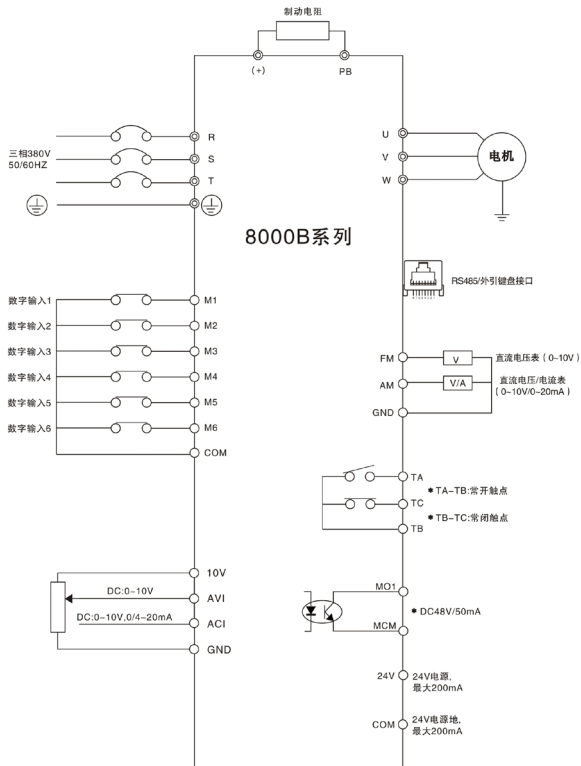 制动电阻
(+)
PB
三相380V
50/60HZ
R
S
T
U
V
W
电机
8000B系列
RS485/外引键盘接口
数字输入1
M1
数字输入2
M2
数字输入3
M3
数字输入4
M4
数字输入5
M5
数字输入6
M6
COM
FM
V
直流电压表（0~10V）
AM
V/A
直流电压/电流表
（0~10V/0~20mA）
GND
TA
＊TA-TB:常开触点
TC
＊TB-TC:常闭触点
TB
10V
DC:0-10V
AVI
DC:0-10V,0/4-20mA
ACI
GND
MO1
＊DC48V/50mA
MCM
24V
24V电源,
最大200mA
COM
24V电源地,
最大200mA